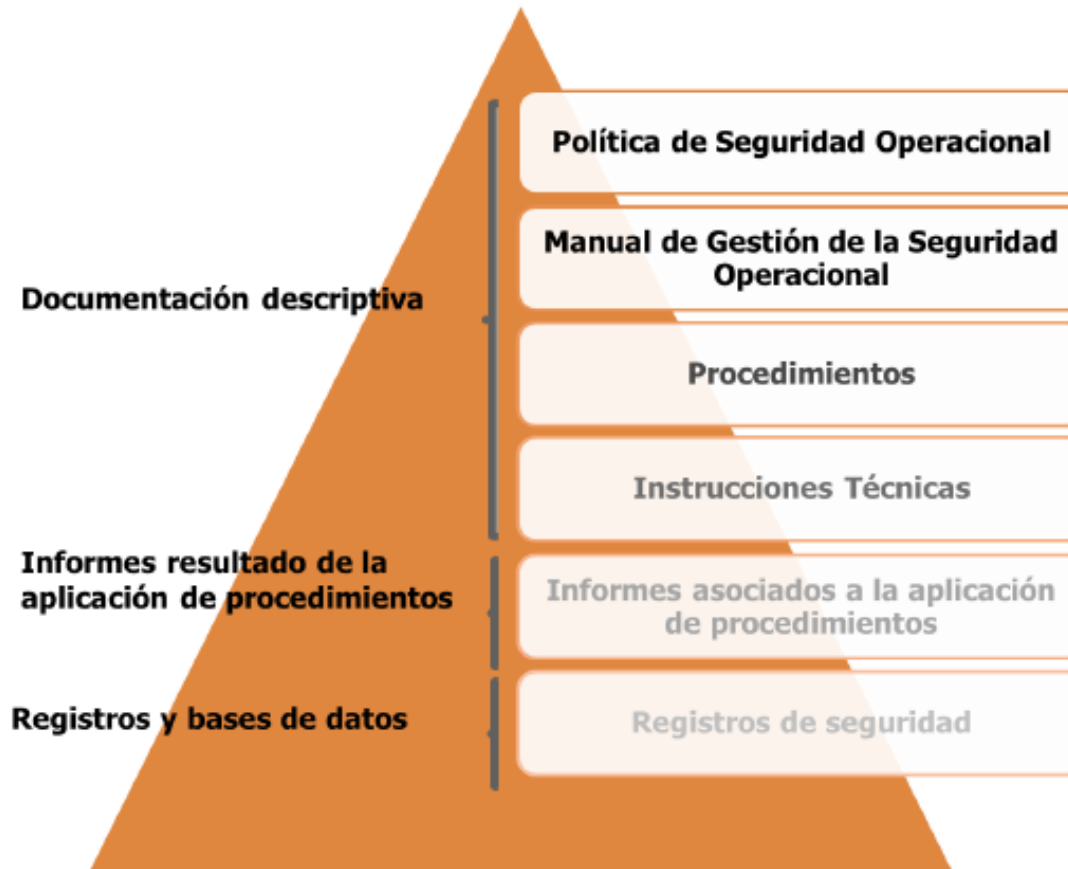 Política de Seguridad Operacional
Manual de Gestión de la Seguridad
Operacional
Documentación descriptiva
Procedimientos
Instrucciones Técnicas
Informes resultado de la
aplicación de procedimientos
Informes asociados a la aplicación
de procedimientos
Registros y bases de datos
Registros de seguridad